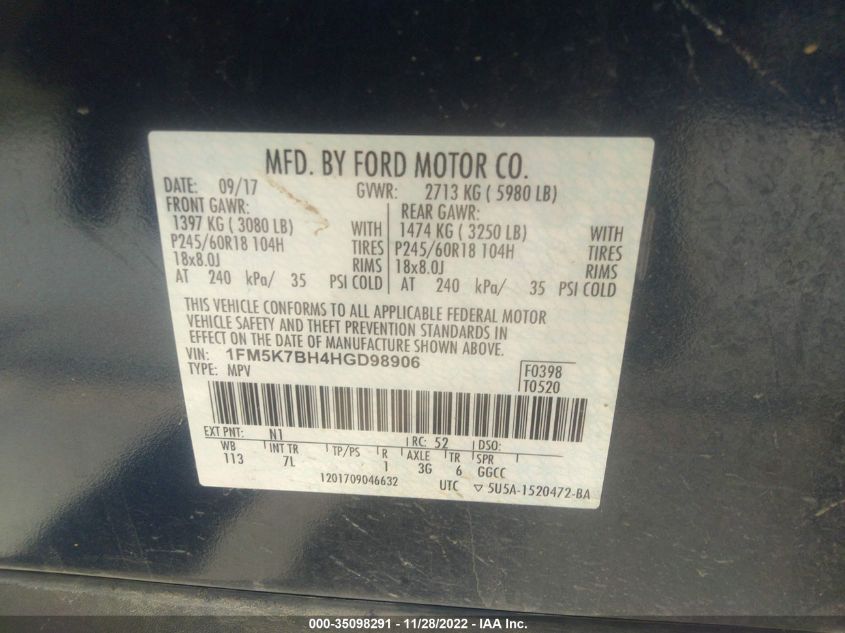 MFD. BY FORD MOTOR CO.
DATE: 09/17 GVWR: 2713 KG ( 5980 LB)
FRONT GAWR: REAR GAWR:
1397 KG ( 3080 LB) WITH 1474 KG ( 3250 LB) WITH
P245/60R18 104H TIRES P245/60R18 104H TIRES
18x8.0J RIMS 18x8.0J RIMS
AT 240 kPa/ 35 PSI COLD AT 240 kPa/ 35 PSI COLD
THIS VEHICLE CONFORMS TO ALL APPLICABLE FEDERAL MOTOR
VEHICLE SAFETY AND THEFT PREVENTION STANDARDS IN
EFFECT ON THE DATE OF MANUFACTURE SHOWN ABOVE.
VIN: 1FM5K7BH4HGD98906
TYPE: MPV F0398
T0520
EXT PNT: N1 RC: 52 DSO:
WB INT TR TP/PS R AXLE TR SPR
113 7L 1 3G 6 GGCC
1201709046632 UTC ▽ 5U5A-1520472-BA
000-35098291 - 11/28/2022 - IAA Inc.